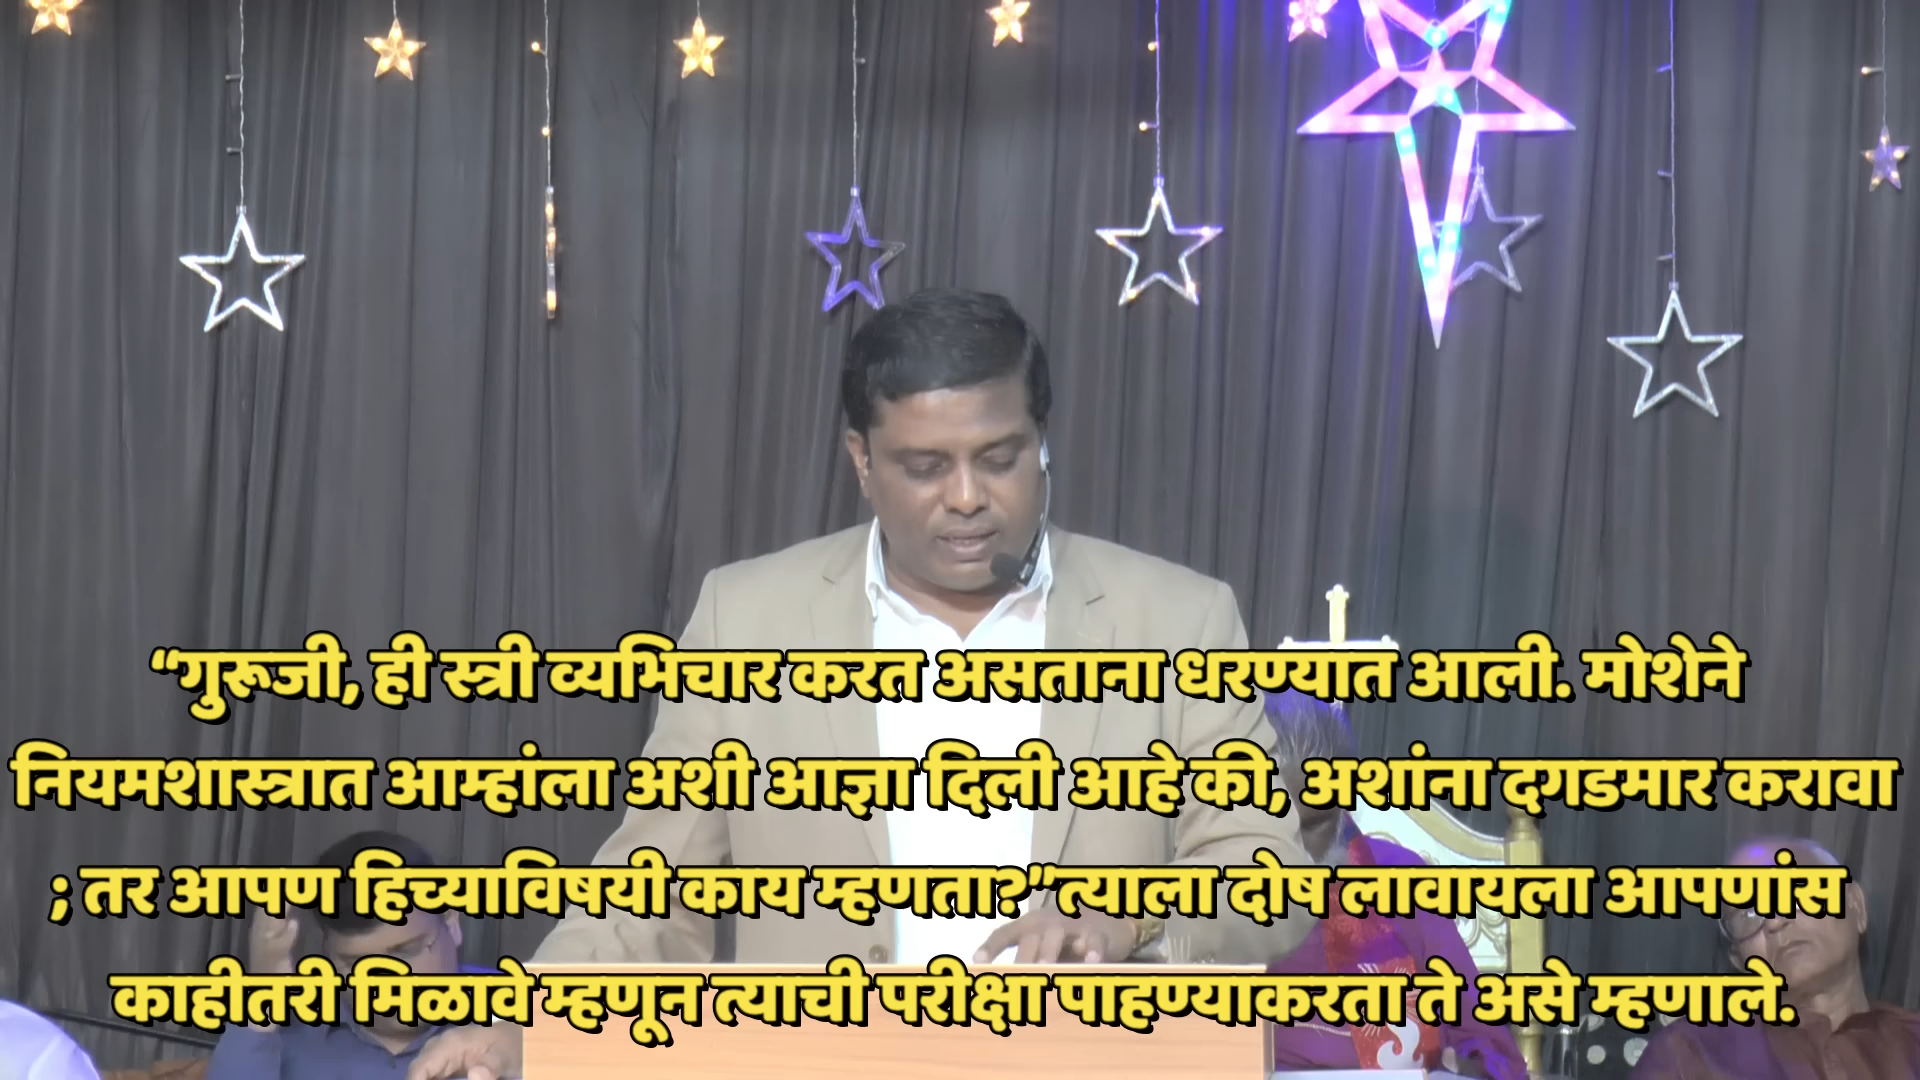 “गुरूजी, ही स्त्री व्यभिचार करत असताना धरण्यात आली. मोशेने
नियमशास्त्रात आम्हांला अशी आज्ञा दिली आहे की, अशांना दगडमार करावा
; तर आपण हिच्याविषयी काय म्हणता?”त्याला दोष लावायला आपणांस
काहीतरी मिळावे म्हणून त्याची परीक्षा पाहण्याकरता ते असे म्हणाले.